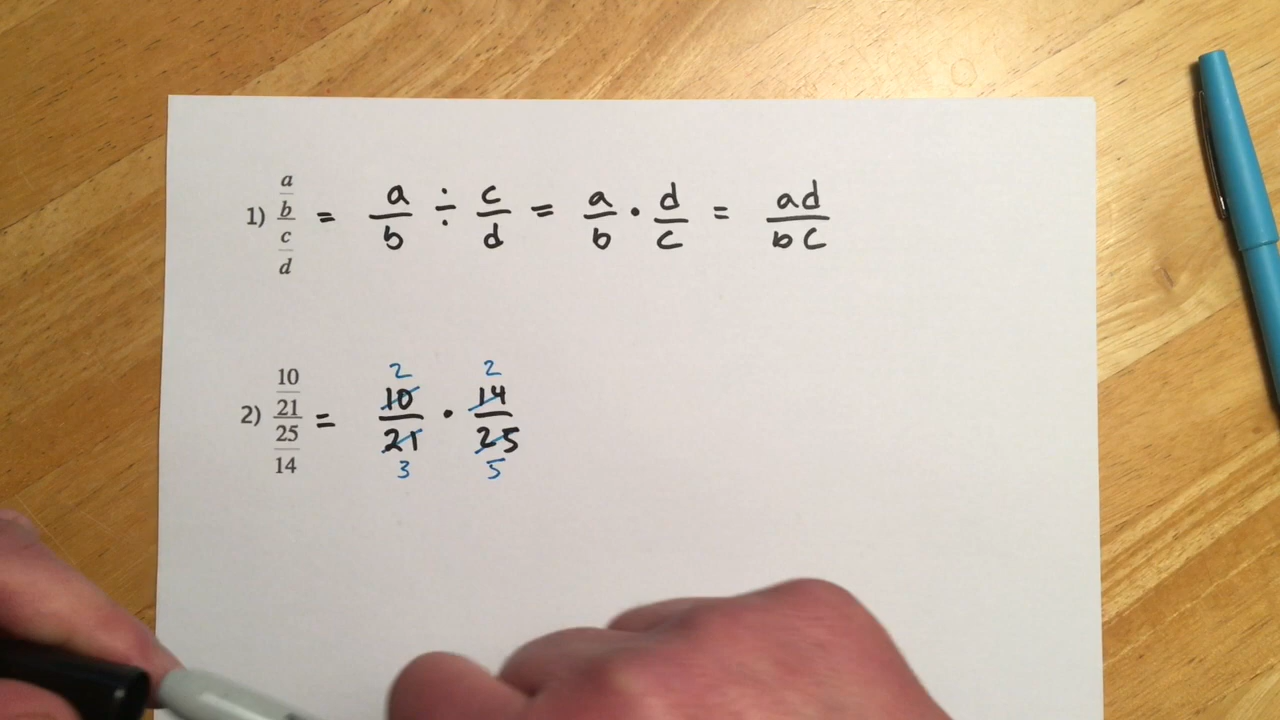 1) a/b / c/d = a/b ÷ c/d = a/b · d/c = ad/bc
2 2
2) 10/21 / 25/14 = 10/21 · 14/25
3 5